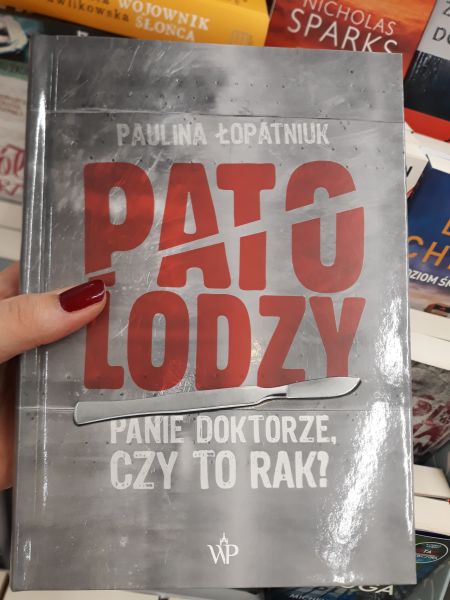 WOJOWNIK
SŁOŃCA
NICHOLAS
SPARKS
PAULINA ŁOPATNIUK
PATO
LODZY
PANIE DOKTORZE,
CZY TO RAK?
WP